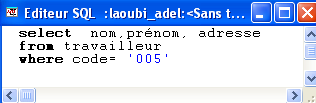 Editeur SQL :laoubi_adel:<Sans t...
select nom,prénom, adresse
from travailleur
where code= '005'